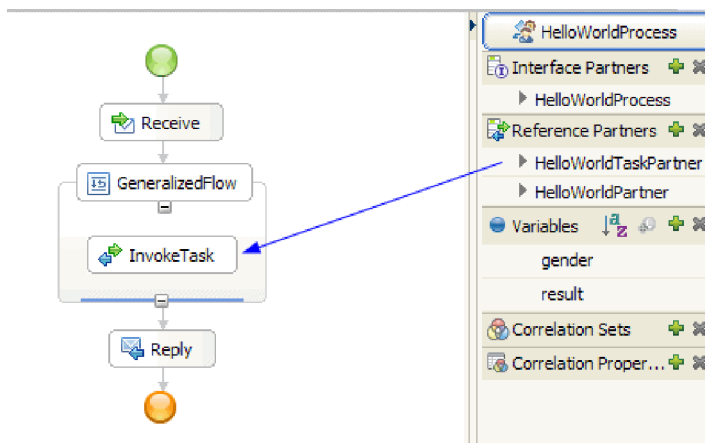 HelloWorldProcess
Interface Partners
HelloWorldProcess
Reference Partners
HelloWorldTaskPartner
HelloWorldPartner
Variables
gender
result
Correlation Sets
Correlation Proper...
Receive
GeneralizedFlow
InvokeTask
Reply